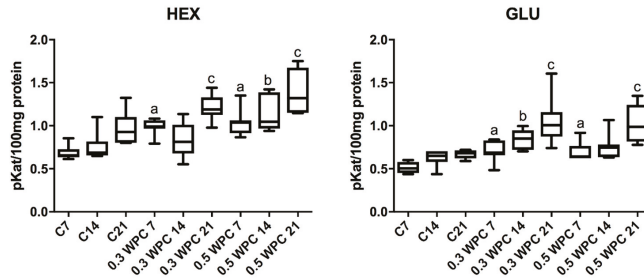 HEX
pKat/100mg protein
2.0
1.5
1.0
0.5
0.0
a
c
a
b
c
C7
C14
C21
0.3 WPC 7
0.3 WPC 14
0.3 WPC 21
0.5 WPC 7
0.5 WPC 14
0.5 WPC 21
GLU
pKat/100mg protein
2.0
1.5
1.0
0.5
0.0
a
b
c
a
c
C7
C14
C21
0.3 WPC 7
0.3 WPC 14
0.3 WPC 21
0.5 WPC 7
0.5 WPC 14
0.5 WPC 21